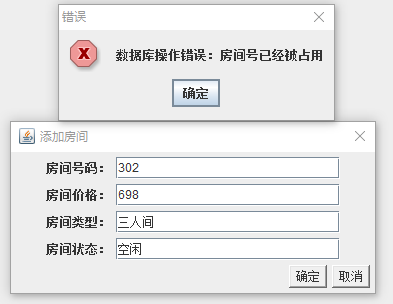 错误
数据库操作错误：房间号已经被占用
确定
添加房间
房间号码：302
房间价格：698
房间类型：三人间
房间状态：空闲
确定 取消